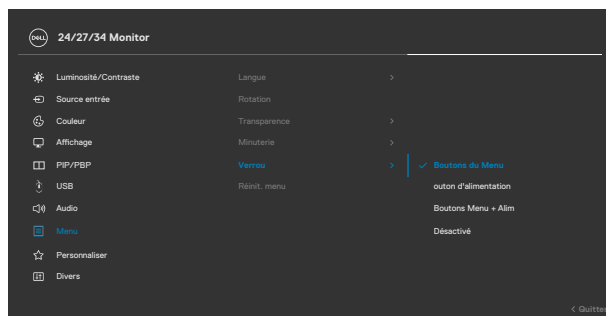 DELL 24/27/34 Monitor
Luminosité/Contraste
Source entrée
Couleur
Affichage
PIP/PBP
USB
Audio
Menu
Personnaliser
Divers
Langue >
Rotation
Transparence >
Minuterie >
Verrou >
Réinit. menu
✓ Boutons du Menu
outon d'alimentation
Boutons Menu + Alim
Désactivé
< Quitter